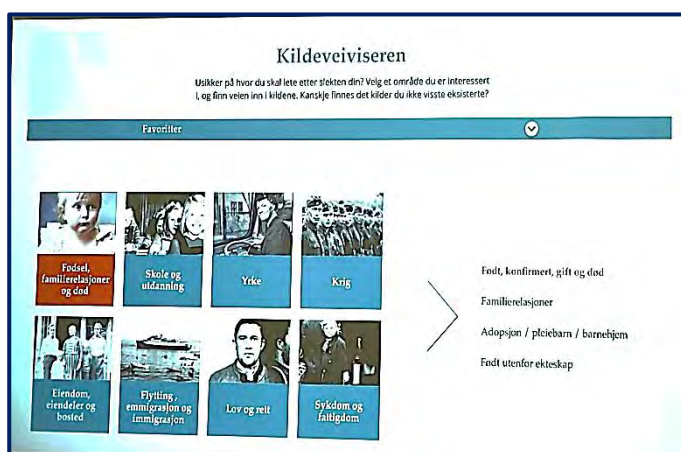 Kildeveiviseren
Usikker på hvor du skal lete etter slekten din? Velg et område du er interessert
i, og finn veien inn i kildene. Kanskje finnes det kilder du ikke visste eksisterte?
Favoritter
Fødsel,
familierelasjoner
og død
Skole og
utdanning
Yrke
Krig
Eiendom,
eiendeler og
bosted
Flytting,
emmigrasjon og
immigrasjon
Lov og rett
Sykdom og
fattigdom
Født, konfirmert, gift og død
Familierelasjoner
Adopsjon / pleiebarn / barnehjem
Født utenfor ekteskap